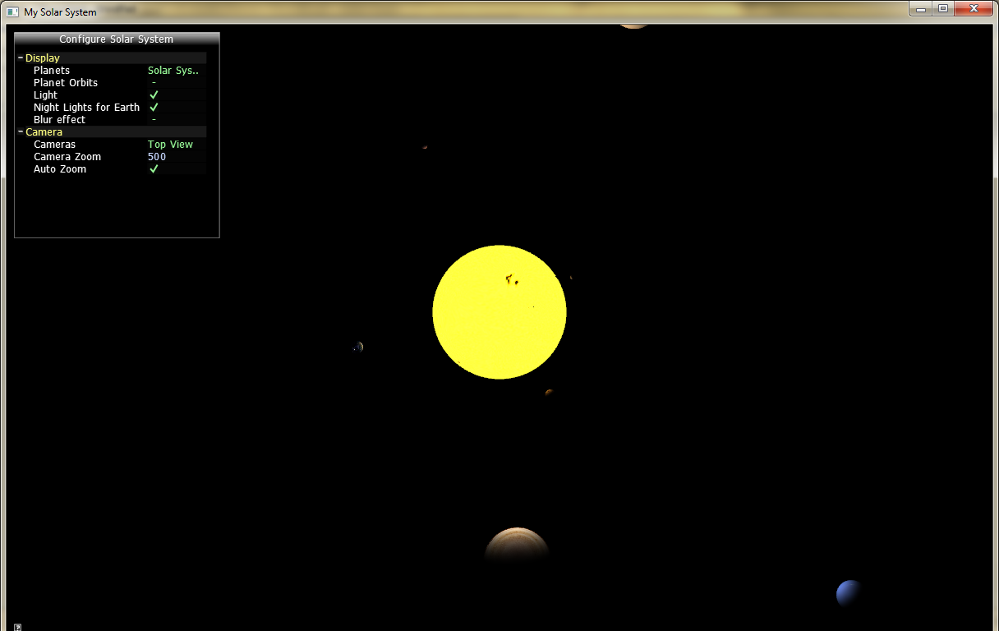 My Solar System
Configure Solar System
Display
Planets Solar Sys..
Planet Orbits -
Light ✓
Night Lights for Earth ✓
Blur effect -
Camera
Cameras Top View
Camera Zoom 500
Auto Zoom ✓
?